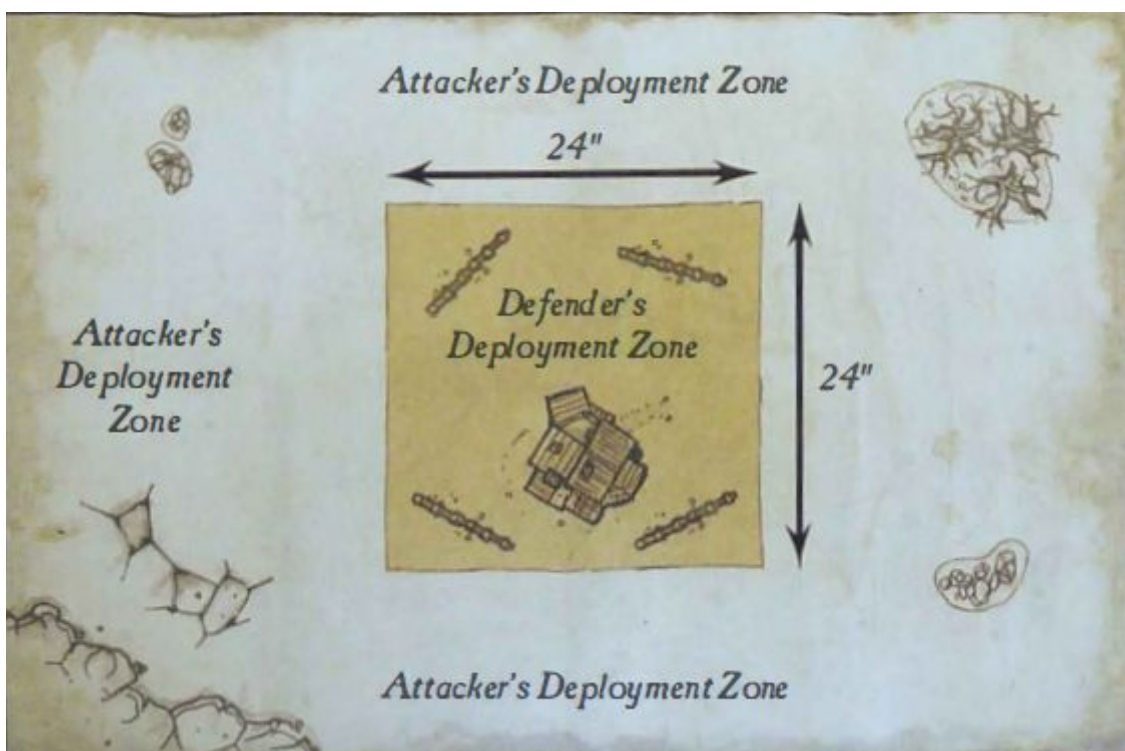 Attacker's Deployment Zone
24"
Defender's
Deployment Zone
Attacker's
Deployment
Zone
24"
Attacker's Deployment Zone